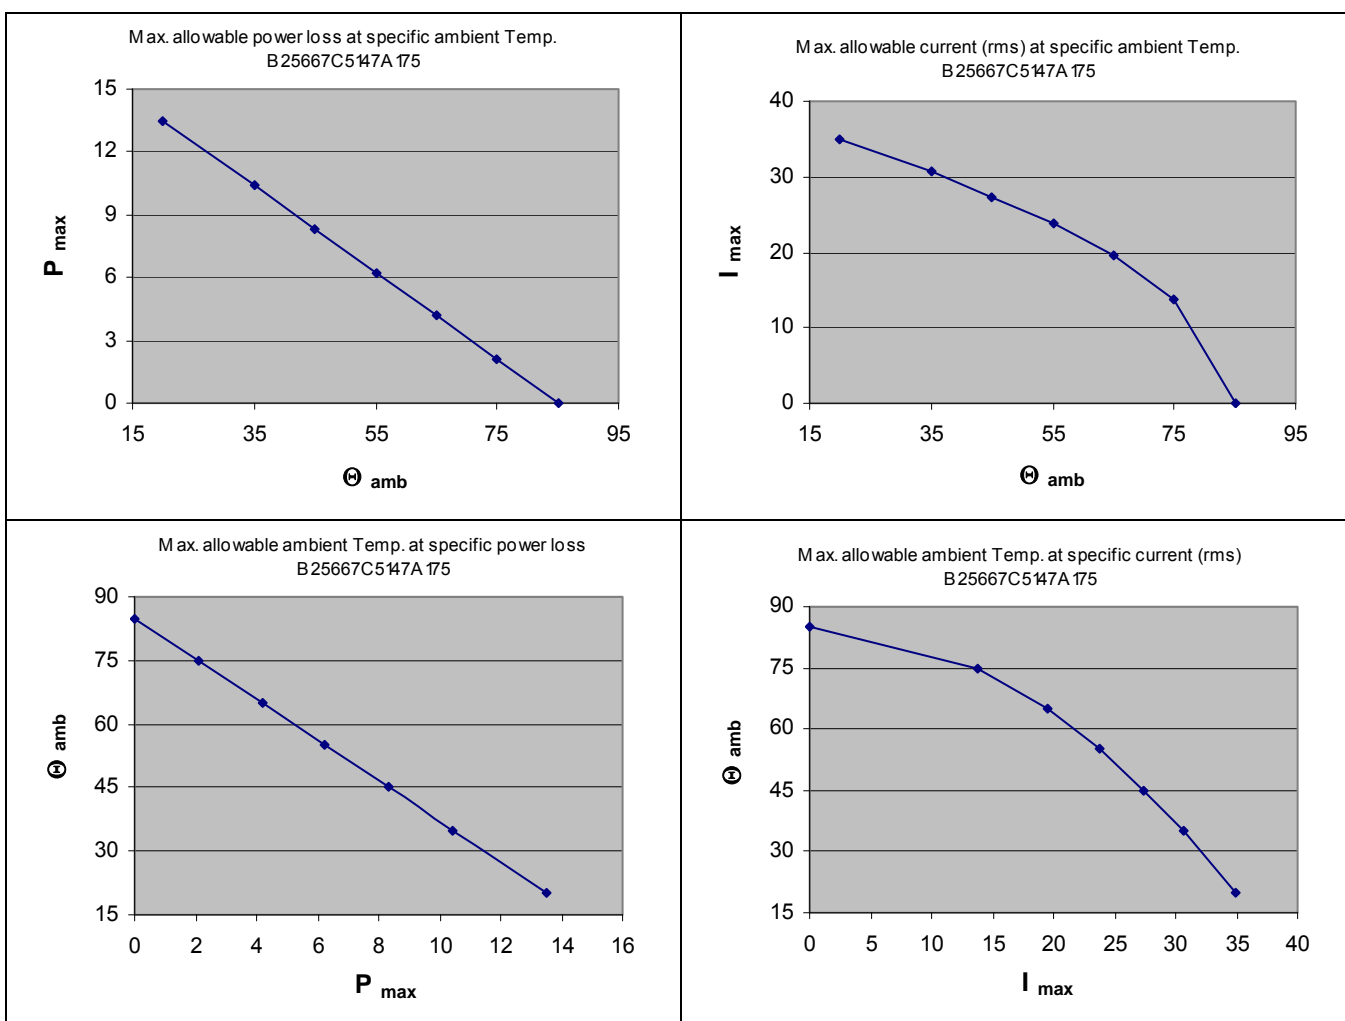 Max. allowable power loss at specific ambient Temp.
B25667C5147A175
15
12
9
6
3
0
P max
15 35 55 75 95
Θ amb
Max. allowable current (rms) at specific ambient Temp.
B25667C5147A175
40
30
20
10
0
I max
15 35 55 75 95
Θ amb
Max. allowable ambient Temp. at specific power loss
B25667C5147A175
90
75
60
45
30
15
Θ amb
0 2 4 6 8 10 12 14 16
P max
Max. allowable ambient Temp. at specific current (rms)
B25667C5147A175
90
75
60
45
30
15
Θ amb
0 5 10 15 20 25 30 35 40
I max